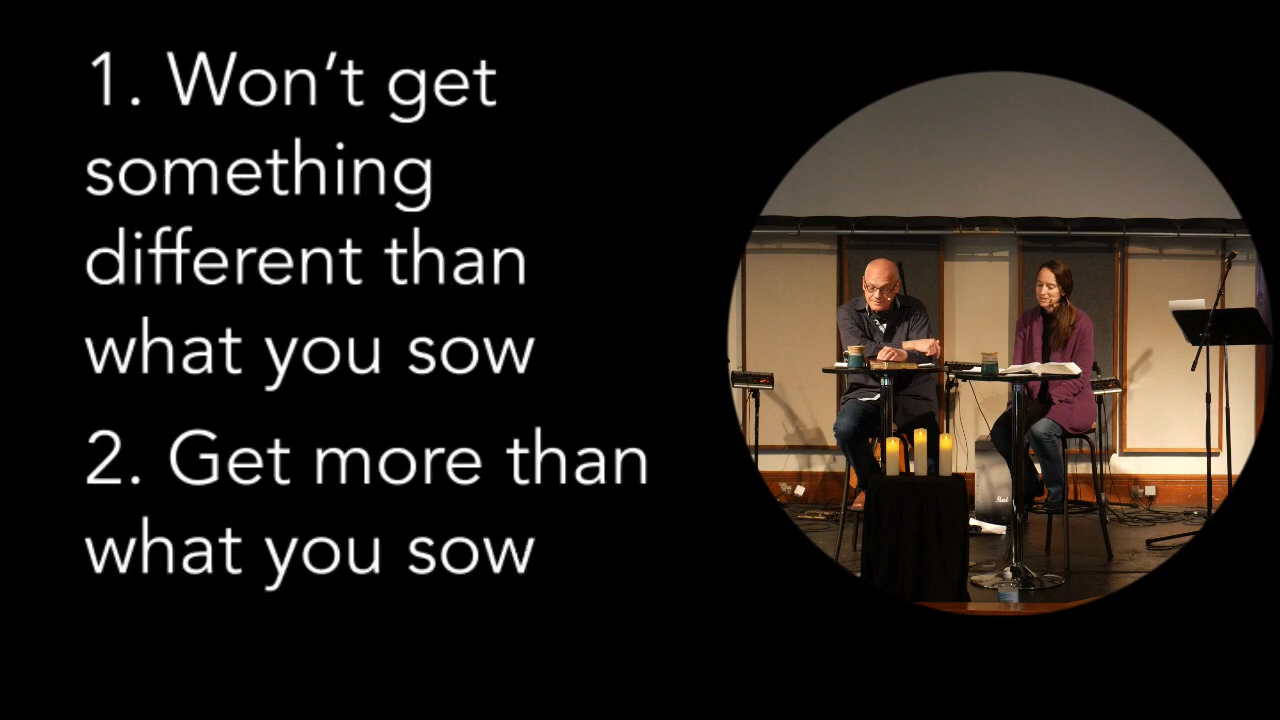 1. Won’t get
something
different than
what you sow
2. Get more than
what you sow